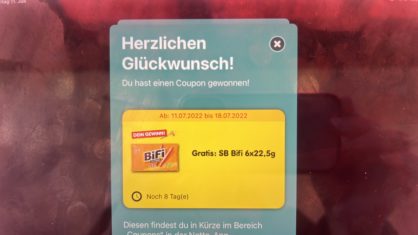 Herzlichen
Glückwunsch!
Du hast einen Coupon gewonnen!
Ab: 11.07.2022 bis 18.07.2022
DEIN GEWINN!
BiFi
Gratis: SB Bifi 6x22,5g
Noch 8 Tag(e)
Diesen findest du in Kürze im Bereich